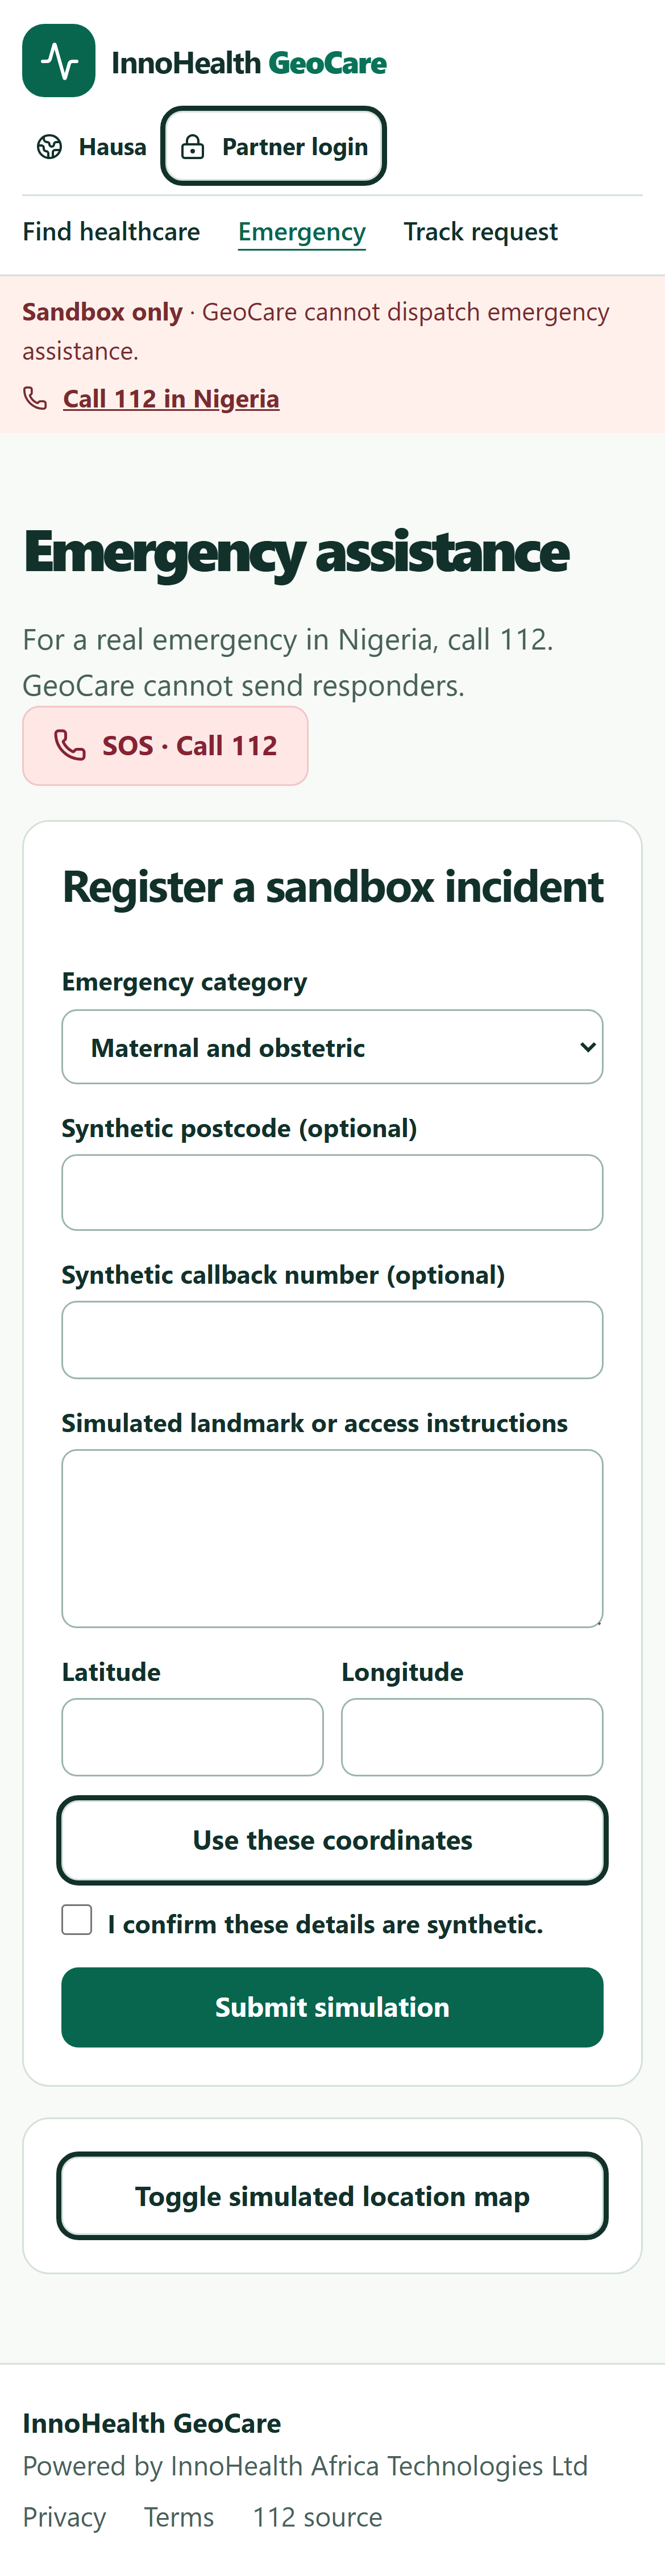 InnoHealth GeoCare
Hausa
Partner login
Find healthcare
Emergency
Track request
Sandbox only · GeoCare cannot dispatch emergency
assistance.
Call 112 in Nigeria
Emergency assistance
For a real emergency in Nigeria, call 112.
GeoCare cannot send responders.
SOS · Call 112
Register a sandbox incident
Emergency category
Maternal and obstetric
Synthetic postcode (optional)
Synthetic callback number (optional)
Simulated landmark or access instructions
Latitude
Longitude
Use these coordinates
I confirm these details are synthetic.
Submit simulation
Toggle simulated location map
InnoHealth GeoCare
Powered by InnoHealth Africa Technologies Ltd
Privacy
Terms
112 source